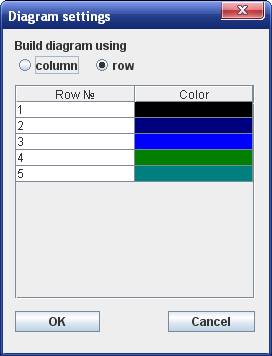 Diagram settings
Build diagram using
column row
Row № Color
1
2
3
4
5
OK Cancel